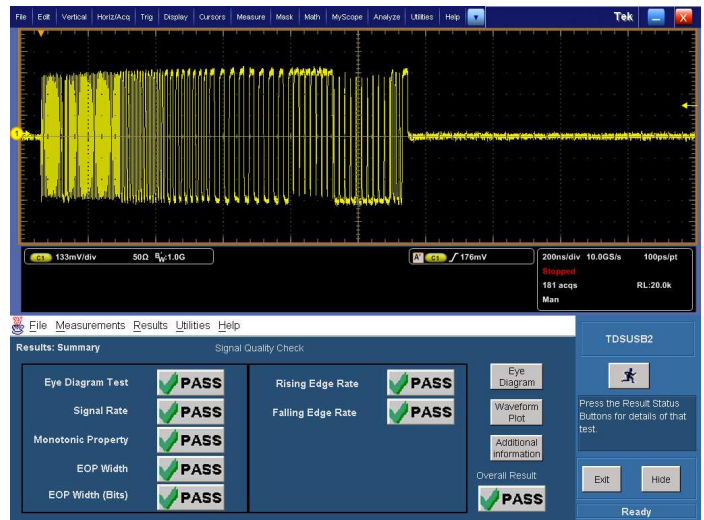 File Edit Vertical Horiz/Acq Trig Display Cursors Measure Mask Math MyScope Analyze Utilities Help Tek X
1
C1 133mV/div 50Ω BW:1.0G
A' C1 176mV
200ns/div 10.0GS/s 100ps/pt
Stopped
181 acqs RL:20.0k
Man
File Measurements Results Utilities Help
TDSUSB2
Results: Summary Signal Quality Check
Eye Diagram Test PASS
Rising Edge Rate PASS
Eye Diagram
Signal Rate PASS
Falling Edge Rate PASS
Waveform Plot
Monotonic Property PASS
Additional information
EOP Width PASS
Overall Result
EOP Width (Bits) PASS
PASS
Press the Result Status
Buttons for details of that
test.
Exit Hide
Ready